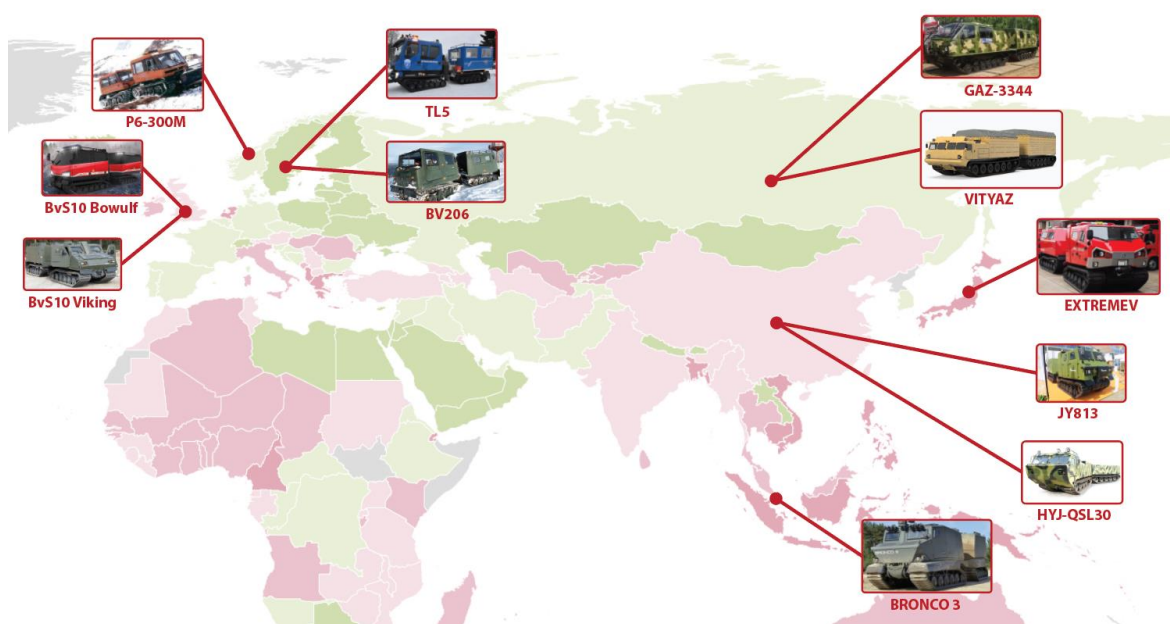 P6-300M
TL5
GAZ-3344
BvS10 Bowulf
BV206
VITYAZ
BvS10 Viking
EXTREMEV
JY813
HYJ-QSL30
BRONCO 3